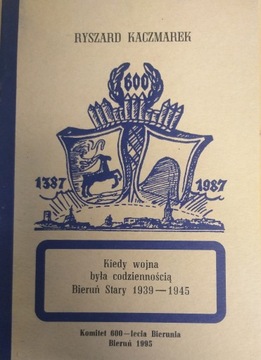 RYSZARD KACZMAREK
600
1387 1987
Kiedy wojna
była codziennością
Bieruń Stary 1939—1945
Komitet 600—lecia Bierunia
Bieruń 1995